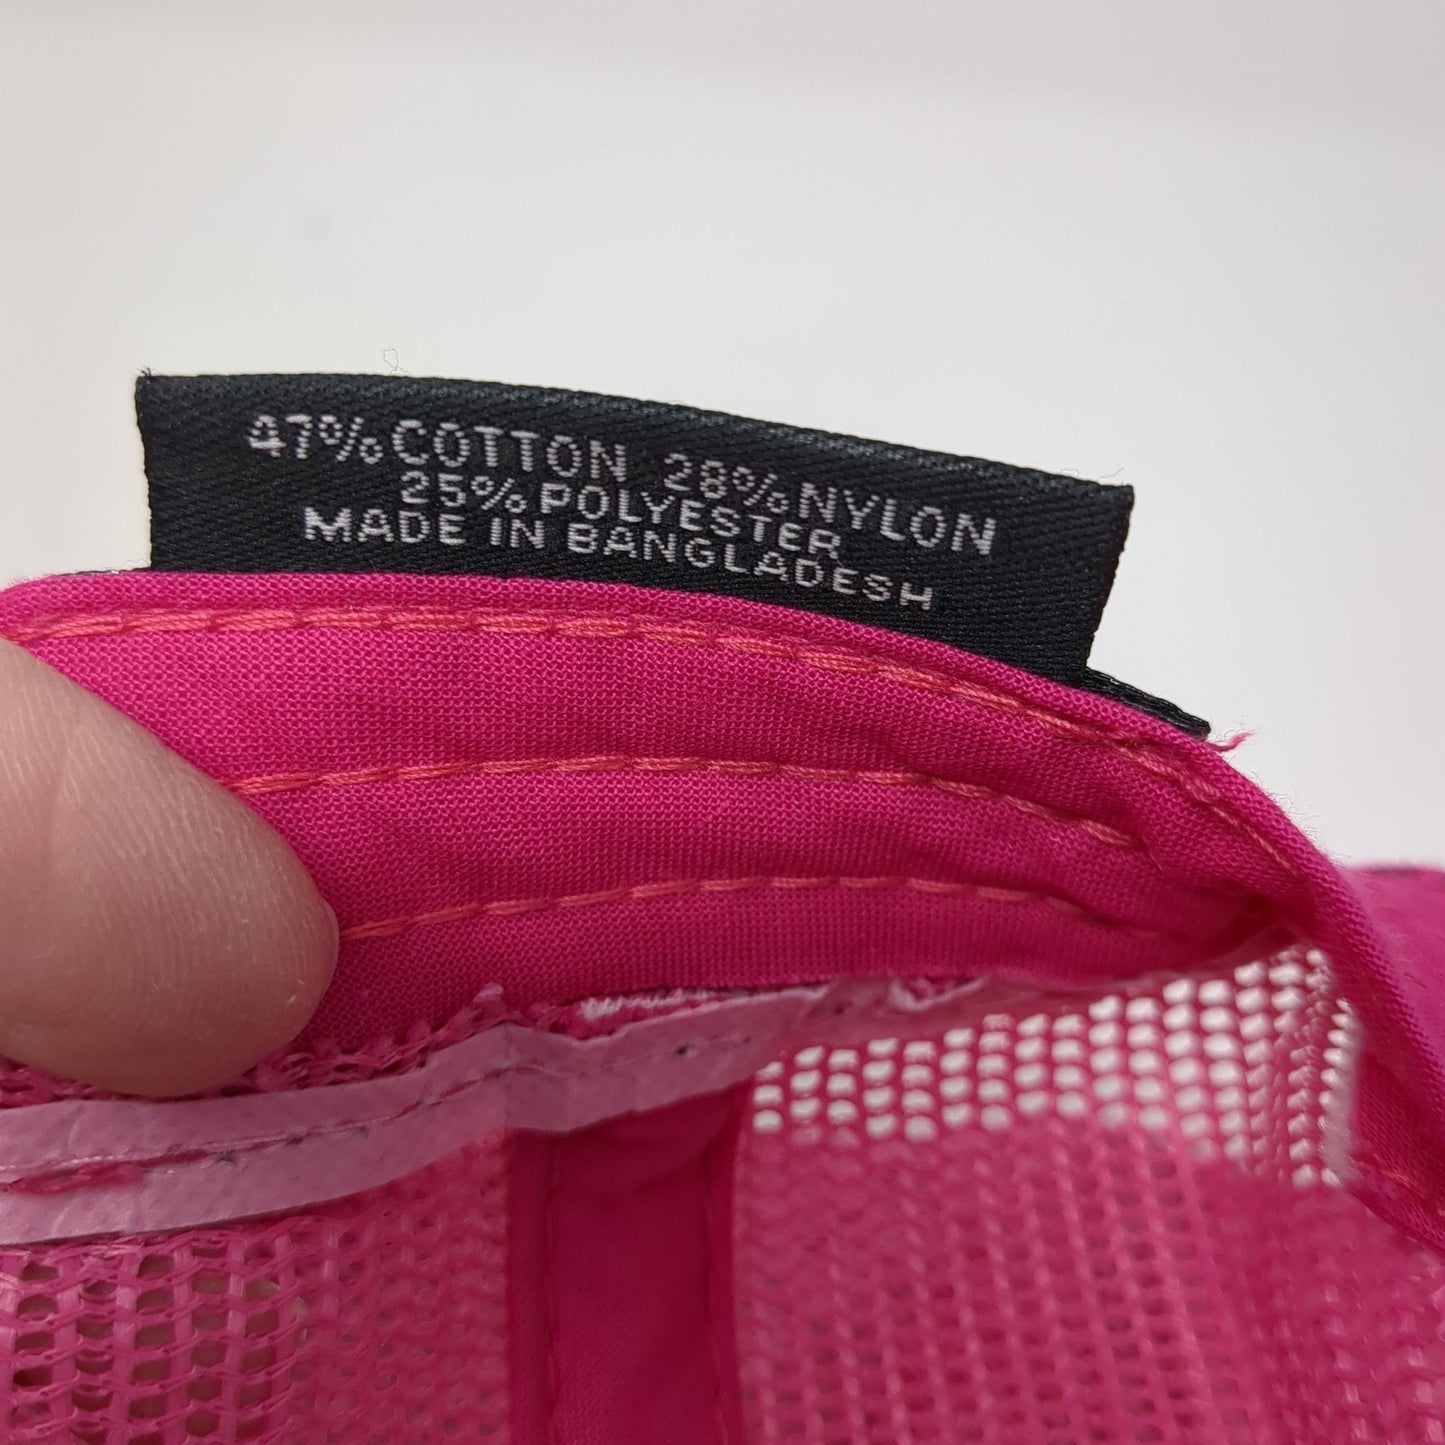 47% COTTON 28% NYLON
25% POLYESTER
MADE IN BANGLADESH